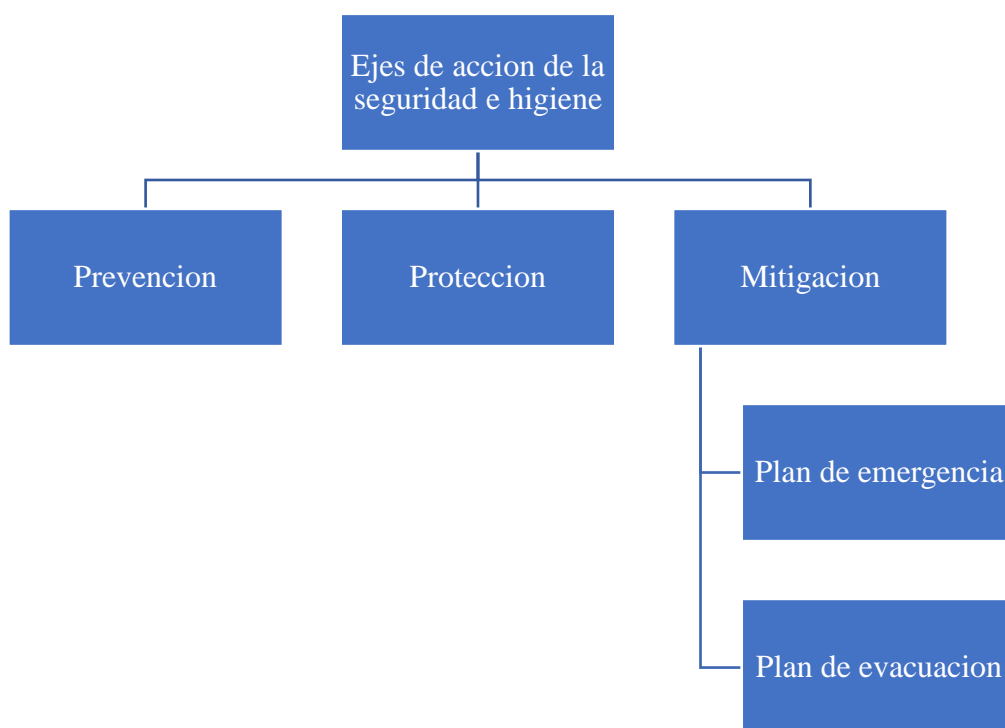 Ejes de accion de la
seguridad e higiene
Prevencion
Proteccion
Mitigacion
Plan de emergencia
Plan de evacuacion